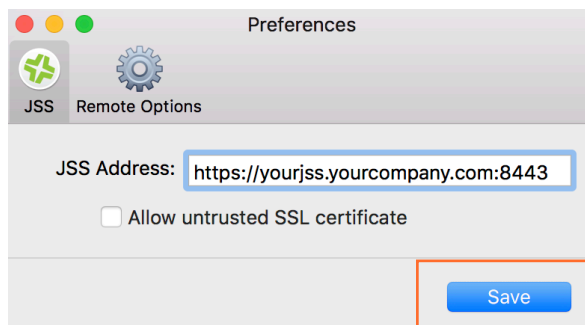 Preferences
JSS Remote Options
JSS Address: https://yourjss.yourcompany.com:8443
Allow untrusted SSL certificate
Save